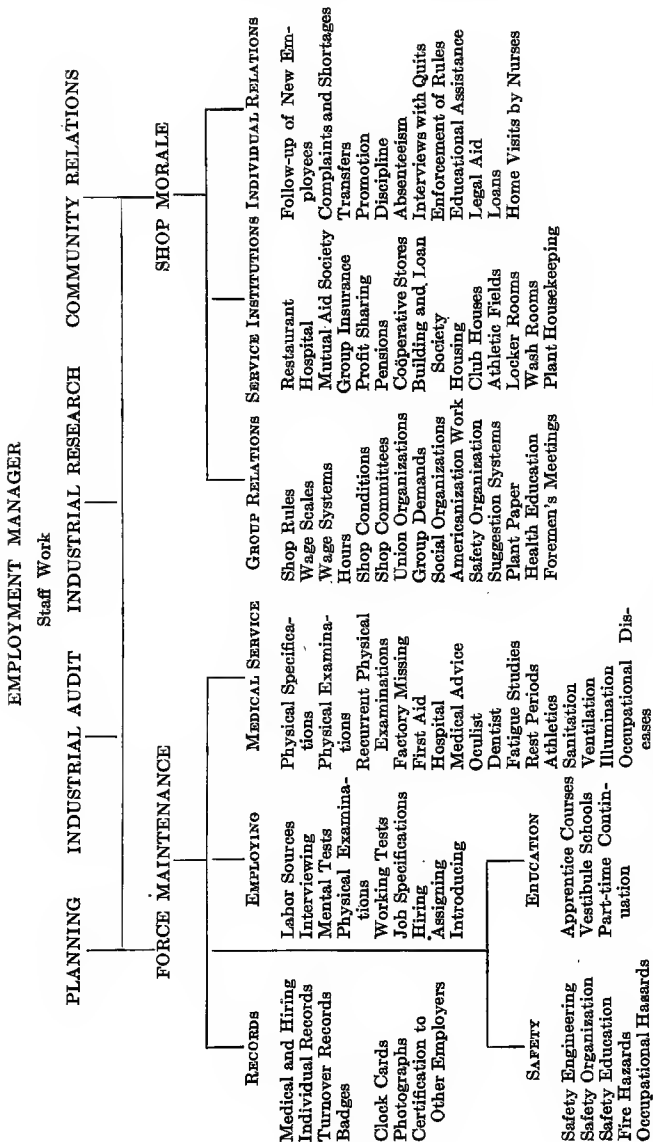 EMPLOYMENT MANAGER
Staff Work
PLANNING INDUSTRIAL AUDIT INDUSTRIAL RESEARCH COMMUNITY RELATIONS
FORCE MAINTENANCE
SHOP MORALE
RECORDS
Medical and Hiring
Individual Records
Turnover Records
Badges
Clock Cards
Photographs
Certification to
Other Employers
EMPLOYING
Labor Sources
Interviewing
Mental Tests
Physical Examina-
tions
Working Tests
Job Specifications
Hiring
Assigning
Introducing
MEDICAL SERVICE
Physical Specifica-
tions
Physical Examina-
tions
Recurrent Physical
Examinations
Factory Missing
First Aid
Hospital
Medical Advice
Oculist
Dentist
Fatigue Studies
Rest Periods
Athletics
Sanitation
Ventilation
Illumination
Occupational Dis-
eases
GROUP RELATIONS
Shop Rules
Wage Scales
Wage Systems
Hours
Shop Conditions
Shop Committees
Union Organizations
Group Demands
Social Organizations
Americanization Work
Safety Organization
Suggestion Systems
Plant Paper
Health Education
Foremen's Meetings
SERVICE INSTITUTIONS
Restaurant
Hospital
Mutual Aid Society
Group Insurance
Profit Sharing
Pensions
Coöperative Stores
Building and Loan
Society
Housing
Club Houses
Athletic Fields
Locker Rooms
Wash Rooms
Plant Housekeeping
INDIVIDUAL RELATIONS
Follow-up of New Em-
ployees
Complaints and Shortages
Transfers
Promotion
Discipline
Absenteeism
Interviews with Quits
Enforcement of Rules
Educational Assistance
Legal Aid
Loans
Home Visits by Nurses
SAFETY
Safety Engineering
Safety Organization
Safety Education
Fire Hazards
Occupational Hazards
EDUCATION
Apprentice Courses
Vestibule Schools
Part-time Contin-
uation